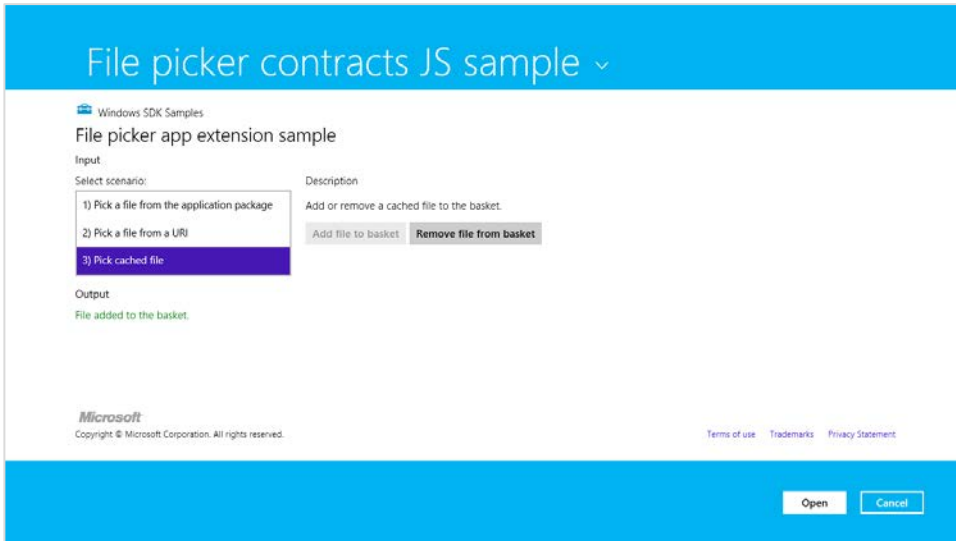 File picker contracts JS sample
Windows SDK Samples
File picker app extension sample
Input
Select scenario:
1) Pick a file from the application package
2) Pick a file from a URI
3) Pick cached file
Description
Add or remove a cached file to the basket.
Add file to basket Remove file from basket
Output
File added to the basket.
Microsoft
Copyright © Microsoft Corporation. All rights reserved.
Terms of use Trademarks Privacy Statement
Open Cancel